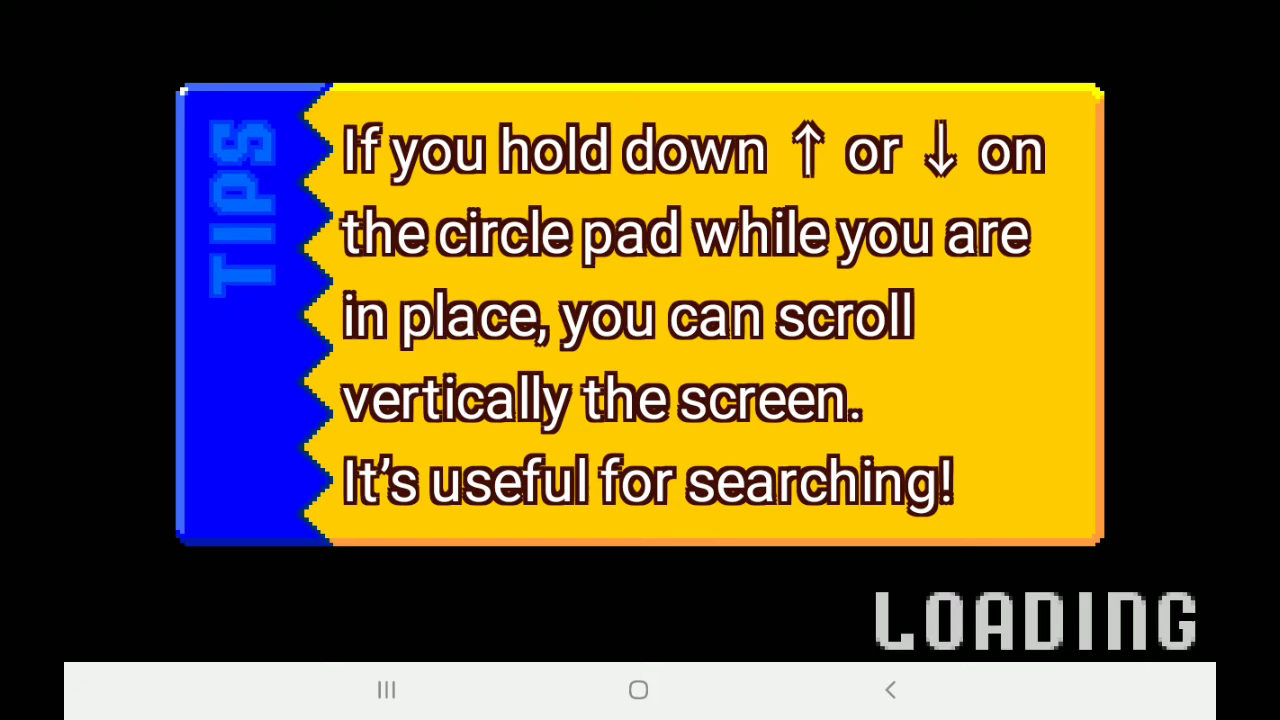 TIPS
If you hold down ↑ or ↓ on
the circle pad while you are
in place, you can scroll
vertically the screen.
It’s useful for searching!
LOADING